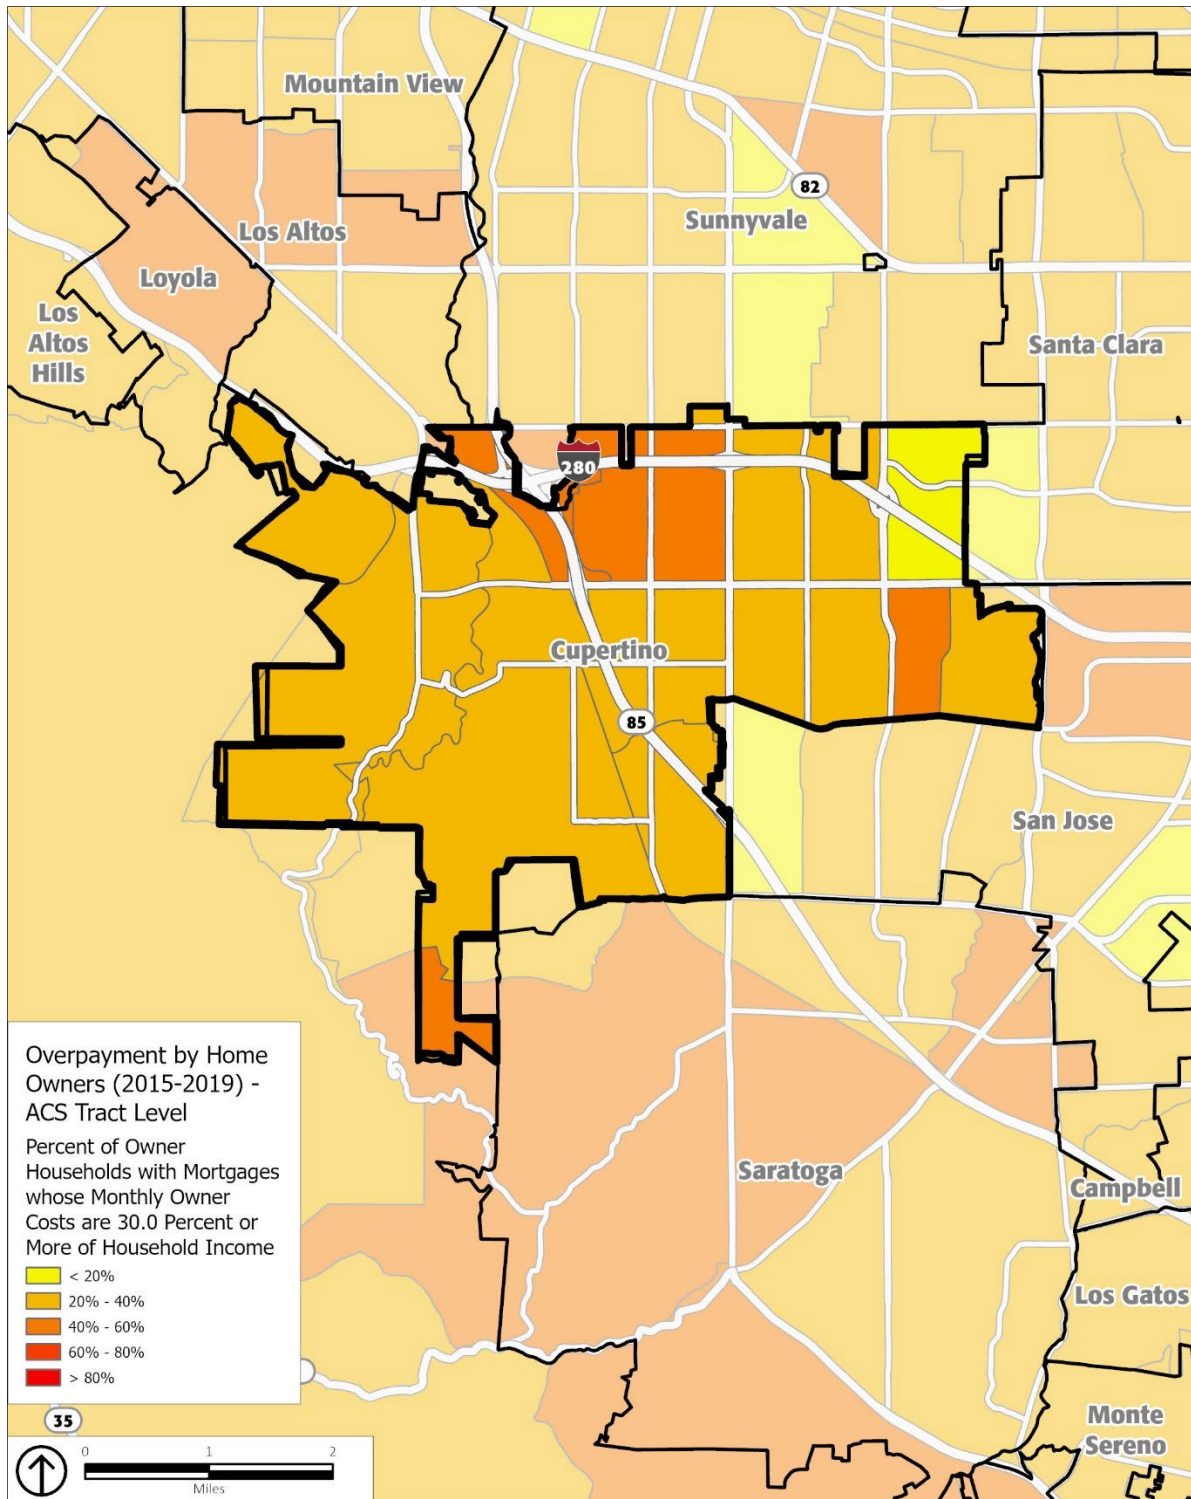 Mountain View
82
Sunnyvale
Los Altos
Loyola
Los
Altos
Hills
Santa Clara
280
Cupertino
85
San Jose
Saratoga
Campbell
Los Gatos
Monte
Sereno
Overpayment by Home
Owners (2015-2019) -
ACS Tract Level
Percent of Owner
Households with Mortgages
whose Monthly Owner
Costs are 30.0 Percent or
More of Household Income
< 20%
20% - 40%
40% - 60%
60% - 80%
> 80%
35
0 1 2
Miles